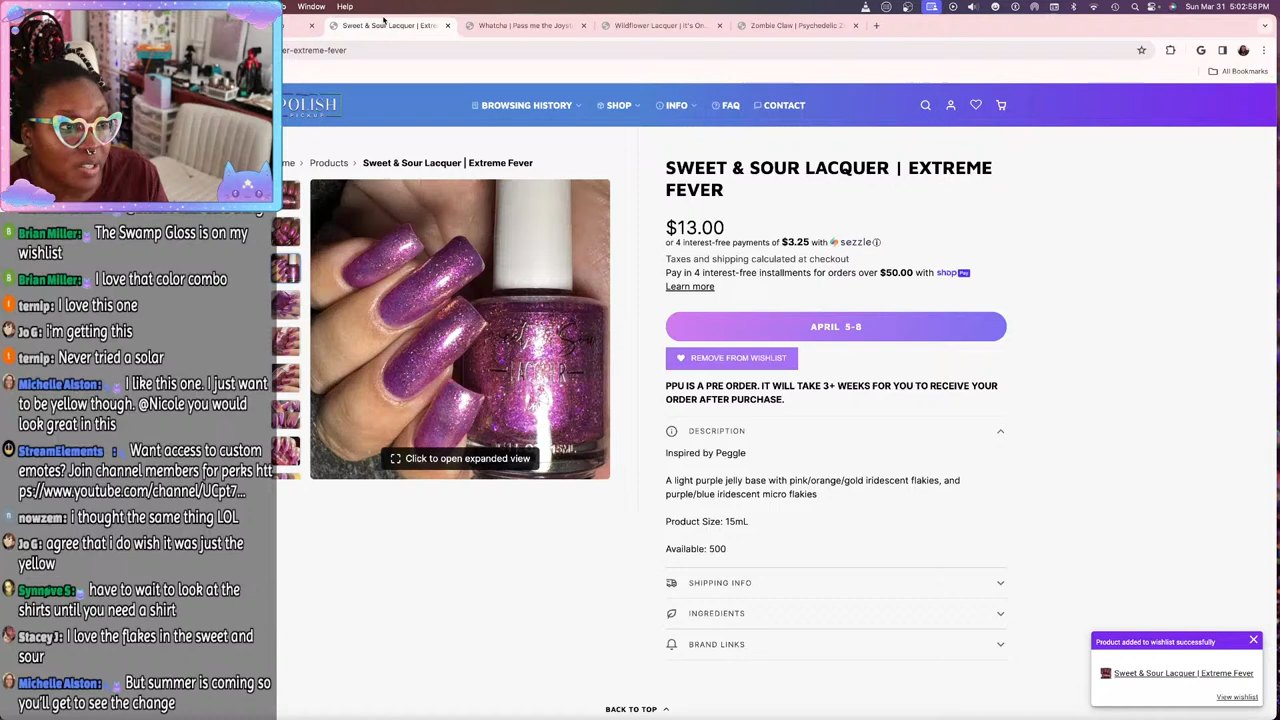 Window Help
Sun Mar 31 5:02:58 PM
Sweet & Sour Lacquer | Extre
Whatcha | Pass me the Joysti
Wildflower Lacquer | It's On
Zombie Claw | Psychedelic Z
er-extreme-fever
All Bookmarks
POLISH
PICKUP
BROWSING HISTORY
SHOP
INFO
FAQ
CONTACT
me > Products > Sweet & Sour Lacquer | Extreme Fever
SWEET & SOUR LACQUER | EXTREME
FEVER
$13.00
or 4 interest-free payments of $3.25 with sezzle
Taxes and shipping calculated at checkout
Pay in 4 interest-free installments for orders over $50.00 with shop Pay
Learn more
APRIL 5-8
REMOVE FROM WISHLIST
PPU IS A PRE ORDER. IT WILL TAKE 3+ WEEKS FOR YOU TO RECEIVE YOUR
ORDER AFTER PURCHASE.
DESCRIPTION
Inspired by Peggle
A light purple jelly base with pink/orange/gold iridescent flakies, and
purple/blue iridescent micro flakies
Product Size: 15mL
Available: 500
SHIPPING INFO
INGREDIENTS
BRAND LINKS
BACK TO TOP
Click to open expanded view
LACQUER
Product added to wishlist successfully
Sweet & Sour Lacquer | Extreme Fever
View wishlist
Brian Miller: The Swamp Gloss is on my
wishlist
Brian Miller: I love that color combo
ternip: I love this one
Jo G: i'm getting this
ternip: Never tried a solar
Michelle Alston: I like this one. I just want
to be yellow though. @Nicole you would
look great in this
StreamElements : Want access to custom
emotes? Join channel members for perks htt
ps://www.youtube.com/channel/UCpt7...
nowzem: i thought the same thing LOL
Jo G: agree that i do wish it was just the
yellow
Synnove S: have to wait to look at the
shirts until you need a shirt
Stacey J: I love the flakes in the sweet and
sour
Michelle Alston: But summer is coming so
you'll get to see the change